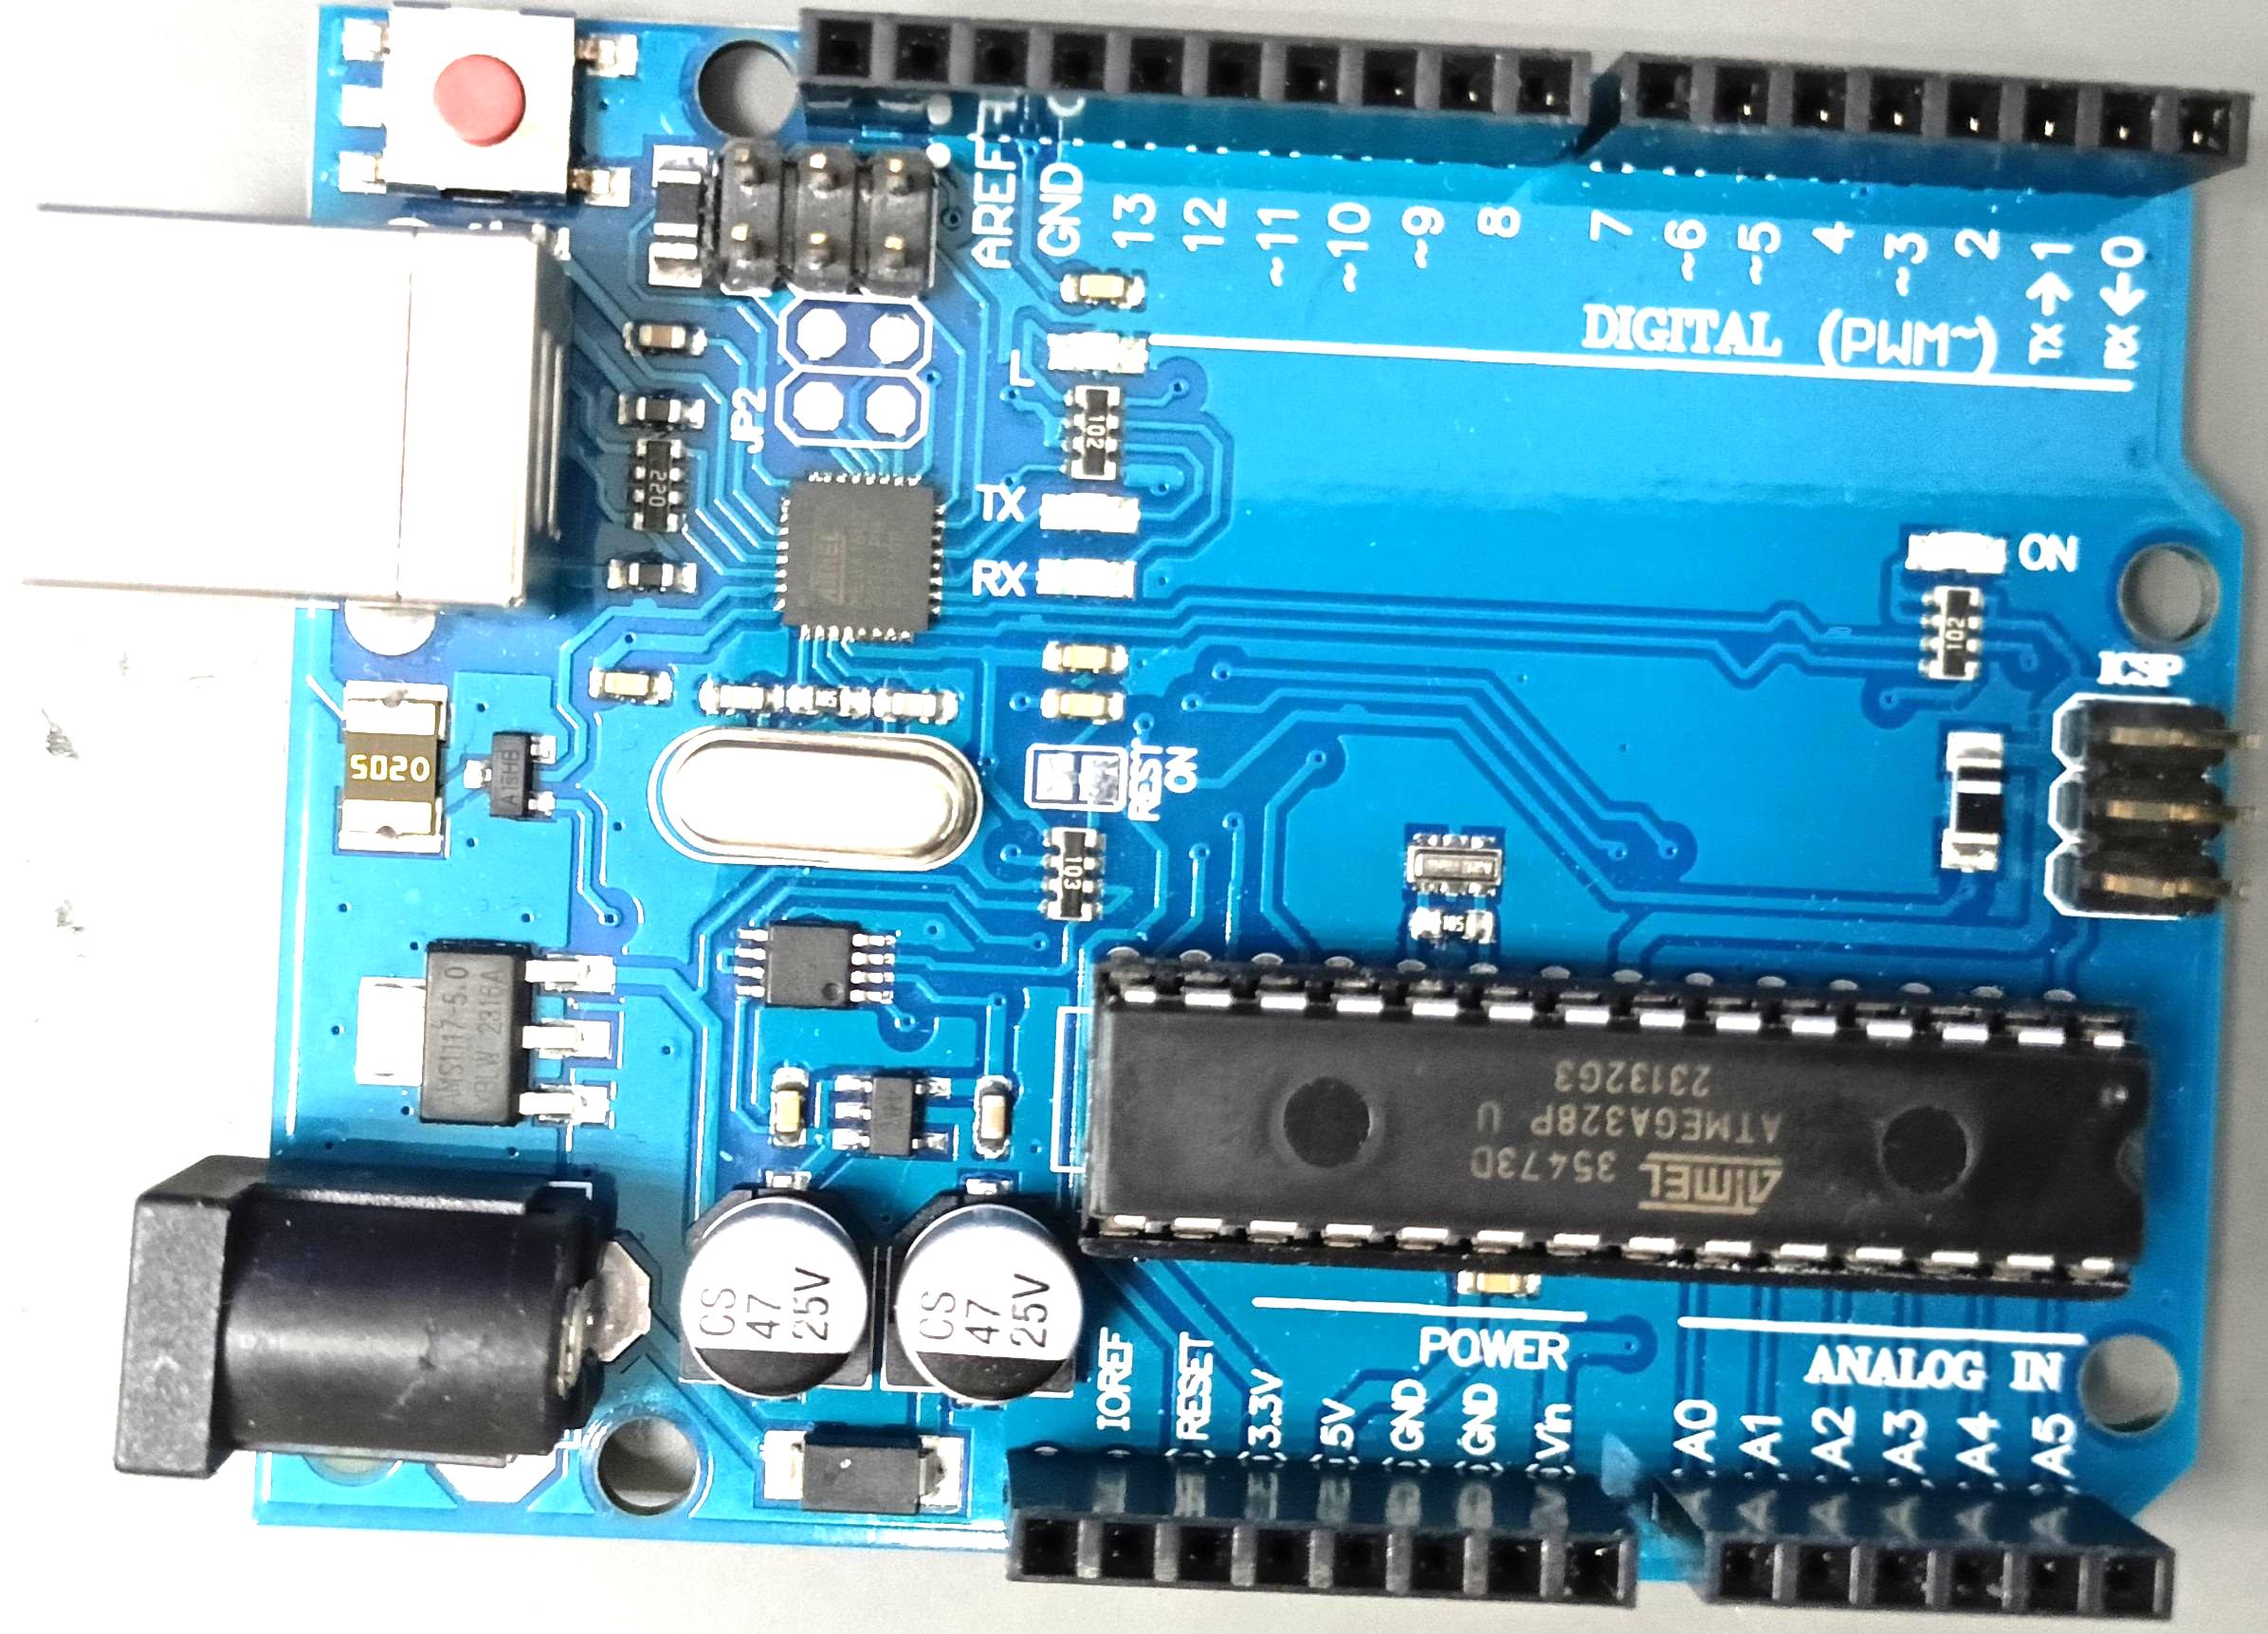 AREF
GND
13
12
~11
~10
~9
8
7
~6
~5
4
~3
2
TX→1
RX←0
DIGITAL (PWM~)
L
JP2
102
220
TX
RX
ATMEL
ON
102
ICSP
5020
REST
ON
103
AMS1117-5.0
23132G3
ATMEGA328P U
ATMEL 35473D
CS
47
25V
CS
47
25V
POWER
ANALOG IN
IOREF
RESET
3.3V
5V
GND
GND
Vin
A0
A1
A2
A3
A4
A5